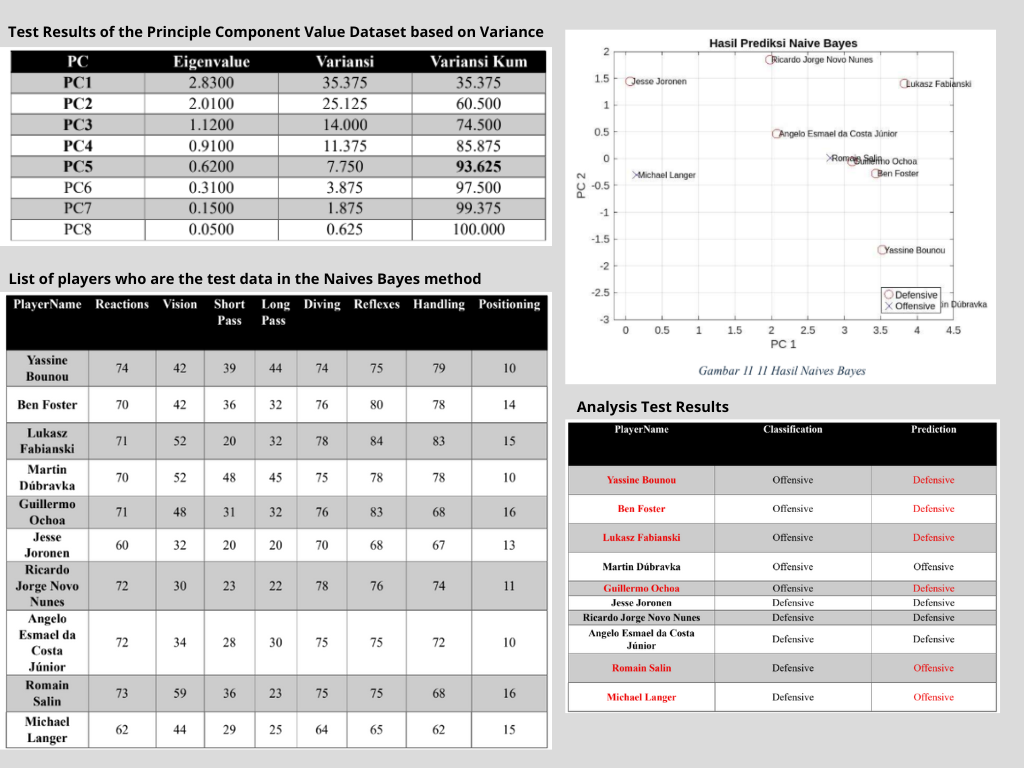 Test Results of the Principle Component Value Dataset based on Variance
PC Eigenvalue Variansi Variansi Kum
PC1 2.8300 35.375 35.375
PC2 2.0100 25.125 60.500
PC3 1.1200 14.000 74.500
PC4 0.9100 11.375 85.875
PC5 0.6200 7.750 93.625
PC6 0.3100 3.875 97.500
PC7 0.1500 1.875 99.375
PC8 0.0500 0.625 100.000
List of players who are the test data in the Naives Bayes method
PlayerName Reactions Vision Short Long Diving Reflexes Handling Positioning
Pass Pass
Yassine
Bounou 74 42 39 44 74 75 79 10
Ben Foster 70 42 36 32 76 80 78 14
Lukasz
Fabianski 71 52 20 32 78 84 83 15
Martin
Dúbravka 70 52 48 45 75 78 78 10
Guillermo
Ochoa 71 48 31 32 76 83 68 16
Jesse
Joronen 60 32 20 20 70 68 67 13
Ricardo
Jorge Novo 72 30 23 22 78 76 74 11
Nunes
Angelo
Esmael da 72 34 28 30 75 75 72 10
Costa
Júnior
Romain
Salin 73 59 36 23 75 75 68 16
Michael
Langer 62 44 29 25 64 65 62 15
Hasil Prediksi Naive Bayes
2
1.5
1
0.5
0
-0.5
-1
-1.5
-2
-2.5
-3
PC 2
Ricardo Jorge Novo Nunes
Jesse Joronen
Lukasz Fabianski
Angelo Esmael da Costa Júnior
Romain Salin
Guillermo Ochoa
Ben Foster
Michael Langer
Yassine Bounou
Defensive
Offensive
in Dúbravka
0 0.5 1 1.5 2 2.5 3 3.5 4 4.5
PC 1
Gambar 11 11 Hasil Naives Bayes
Analysis Test Results
PlayerName Classification Prediction
Yassine Bounou Offensive Defensive
Ben Foster Offensive Defensive
Lukasz Fabianski Offensive Defensive
Martin Dúbravka Offensive Offensive
Guillermo Ochoa Offensive Defensive
Jesse Joronen Defensive Defensive
Ricardo Jorge Novo Nunes Defensive Defensive
Angelo Esmael da Costa
Júnior Defensive Defensive
Romain Salin Defensive Offensive
Michael Langer Defensive Offensive